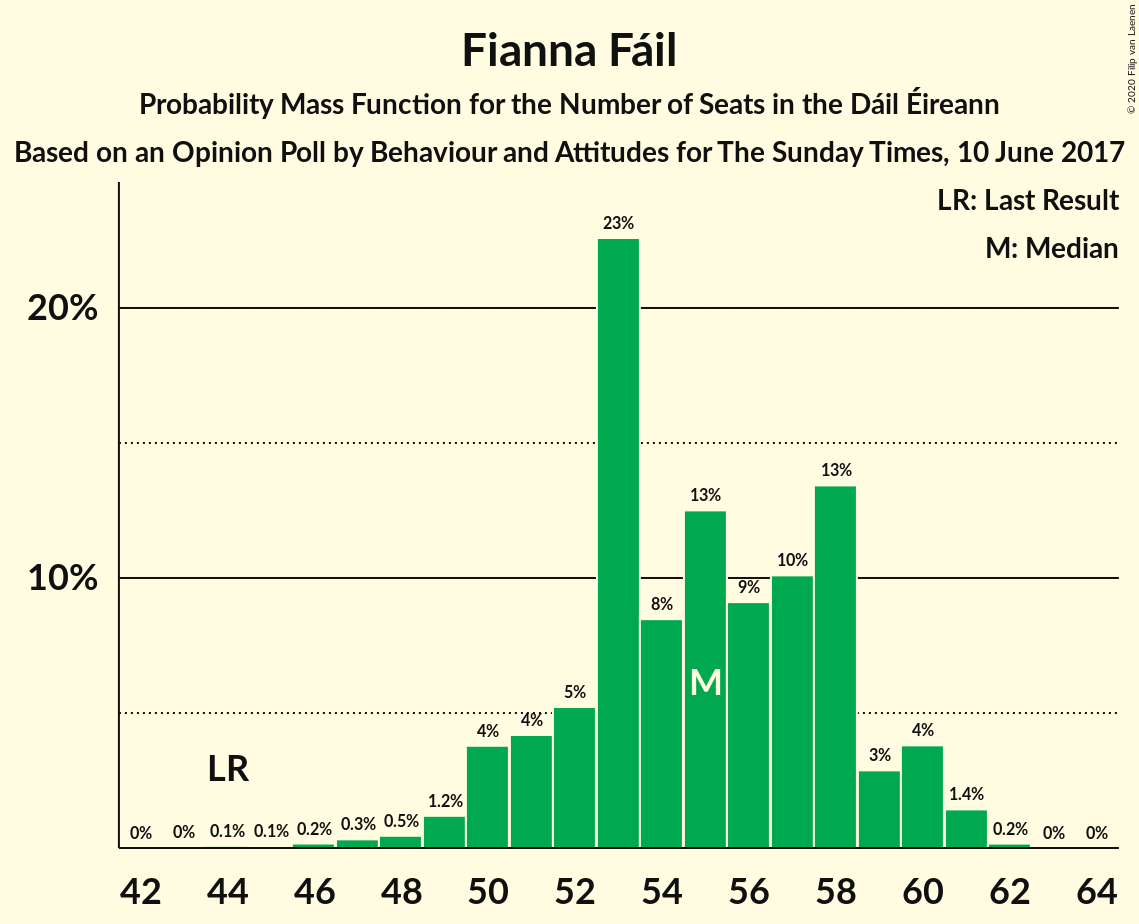 Fianna Fáil
Probability Mass Function for the Number of Seats in the Dáil Éireann
Based on an Opinion Poll by Behaviour and Attitudes for The Sunday Times, 10 June 2017
© 2020 Filip van Laenen
LR: Last Result
M: Median
23%
20%
13%
13%
10%
10%
9%
8%
M
5%
4%
4%
4%
3%
LR
1.2%
1.4%
0%
0%
0.1%
0.1%
0.2%
0.3%
0.5%
0.2%
0%
0%
42 44 46 48 50 52 54 56 58 60 62 64